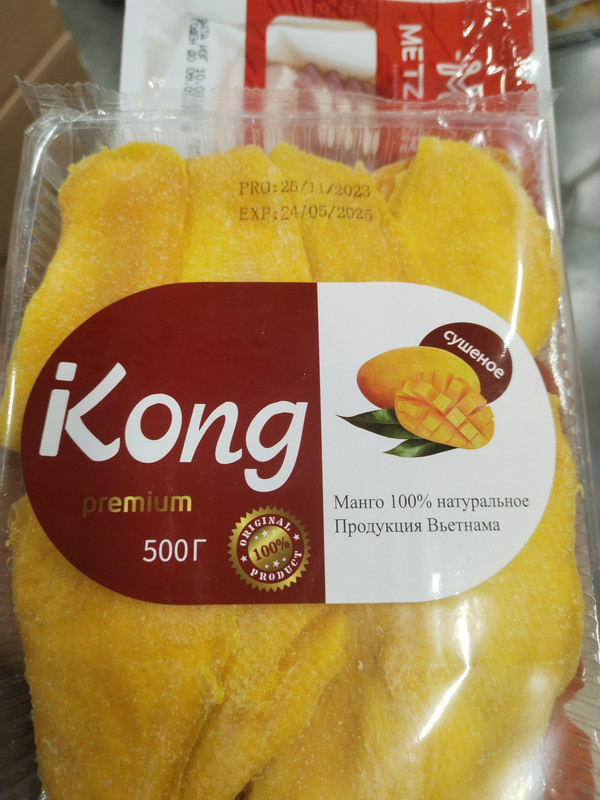 METZ
PRO:25/11/2023
EXP:24/05/2025
сушеное
iKong
premium
500Г
ORIGINAL
100%
PRODUCT
Манго 100% натуральное
Продукция Вьетнама